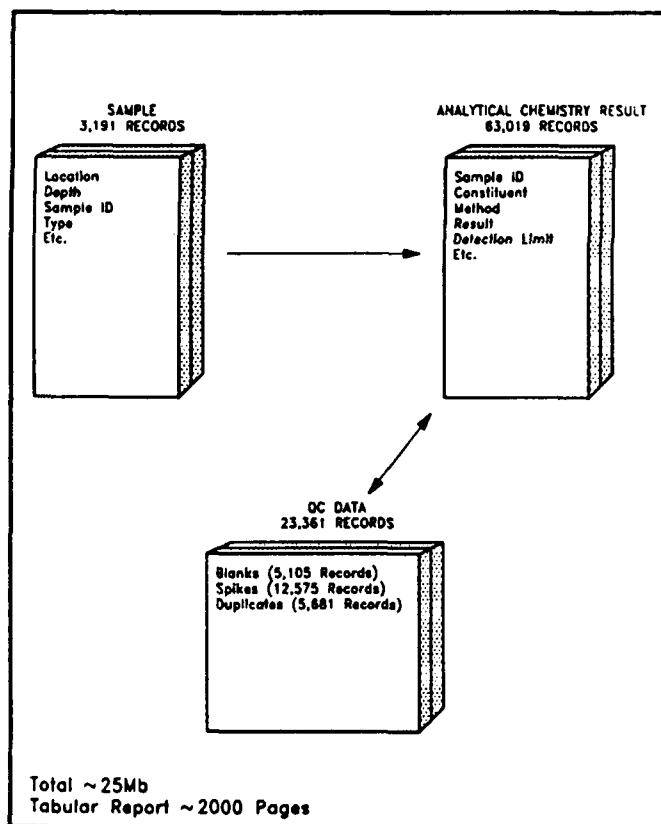 SAMPLE
3,191 RECORDS
Location
Depth
Sample ID
Type
Etc.
ANALYTICAL CHEMISTRY RESULT
63,019 RECORDS
Sample ID
Constituent
Method
Result
Detection Limit
Etc.
QC DATA
23,361 RECORDS
Blanks (5,105 Records)
Spikes (12,575 Records)
Duplicates (5,681 Records)
Total ~25Mb
Tabular Report ~2000 Pages